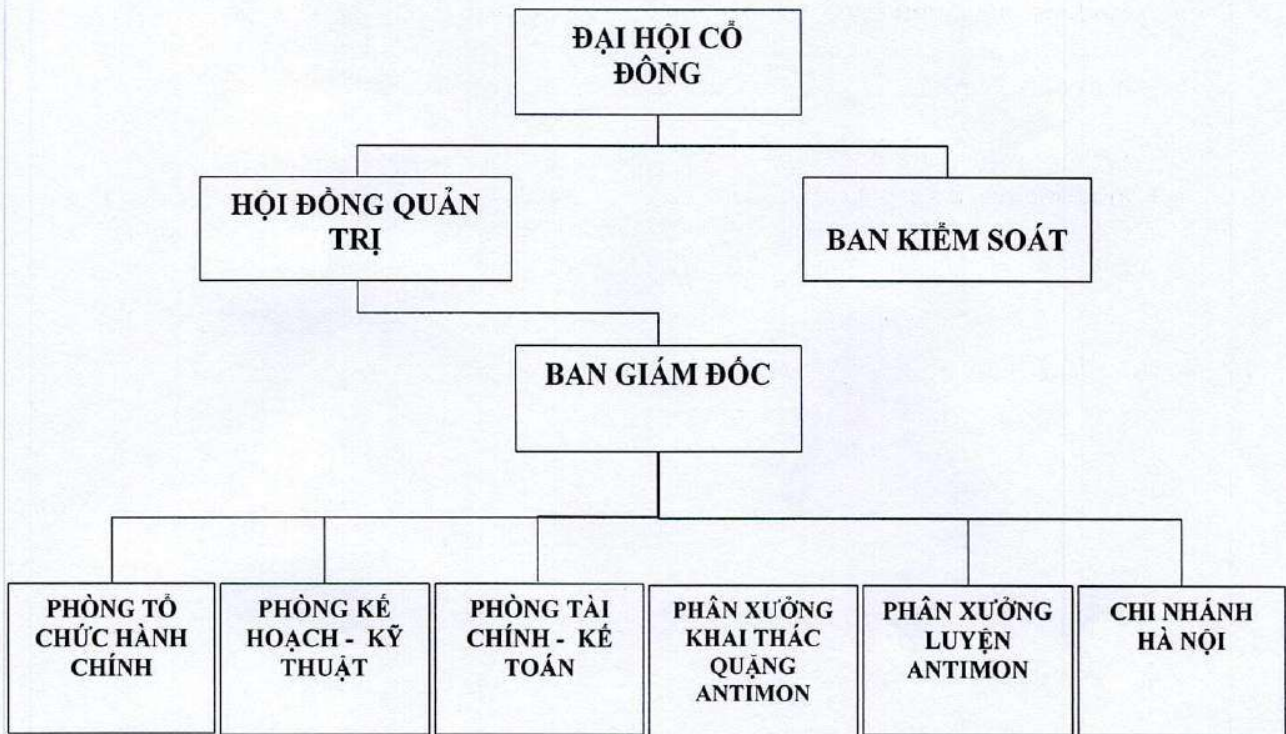 ĐẠI HỘI CỔ
ĐÔNG
HỘI ĐỒNG QUẢN
TRỊ
BAN KIỂM SOÁT
BAN GIÁM ĐỐC
PHÒNG TỔ
CHỨC HÀNH
CHÍNH
PHÒNG KẾ
HOẠCH - KỸ
THUẬT
PHÒNG TÀI
CHÍNH - KẾ
TOÁN
PHÂN XƯỞNG
KHAI THÁC
QUẶNG
ANTIMON
PHÂN XƯỞNG
LUYỆN
ANTIMON
CHI NHÁNH
HÀ NỘI